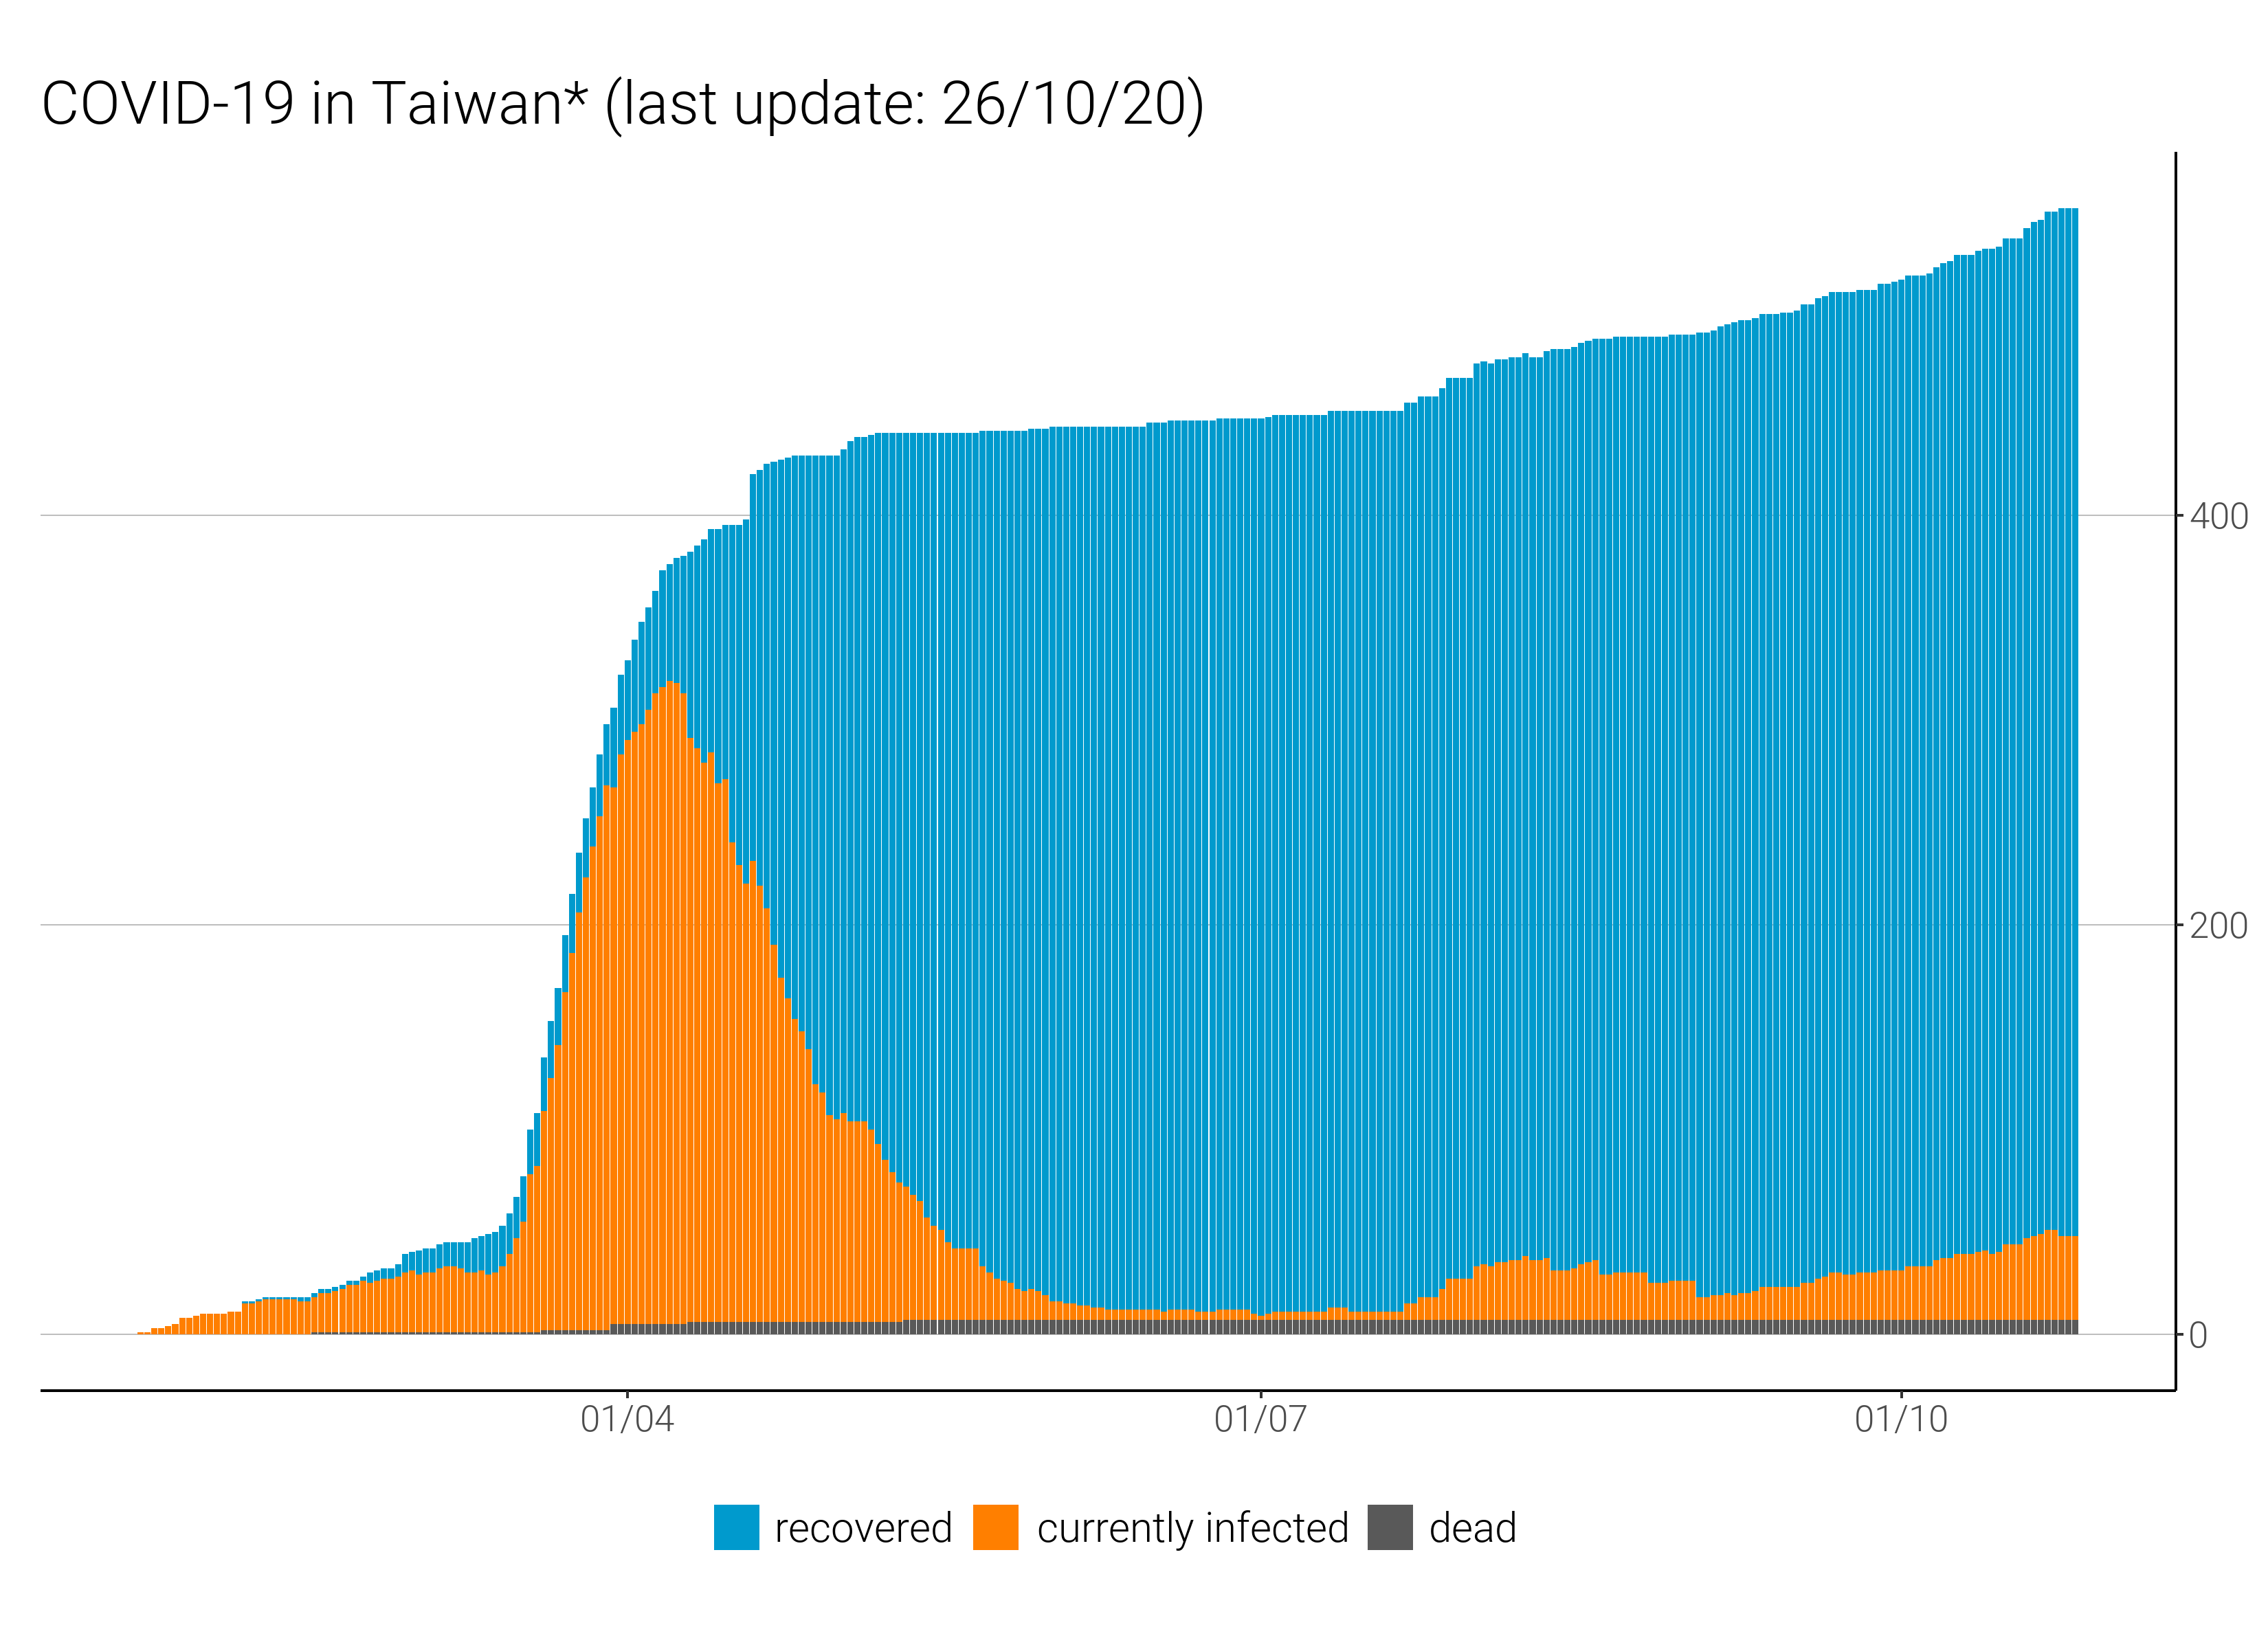 COVID-19 in Taiwan* (last update: 26/10/20)
400
200
0
01/04 01/07 01/10
recovered currently infected dead